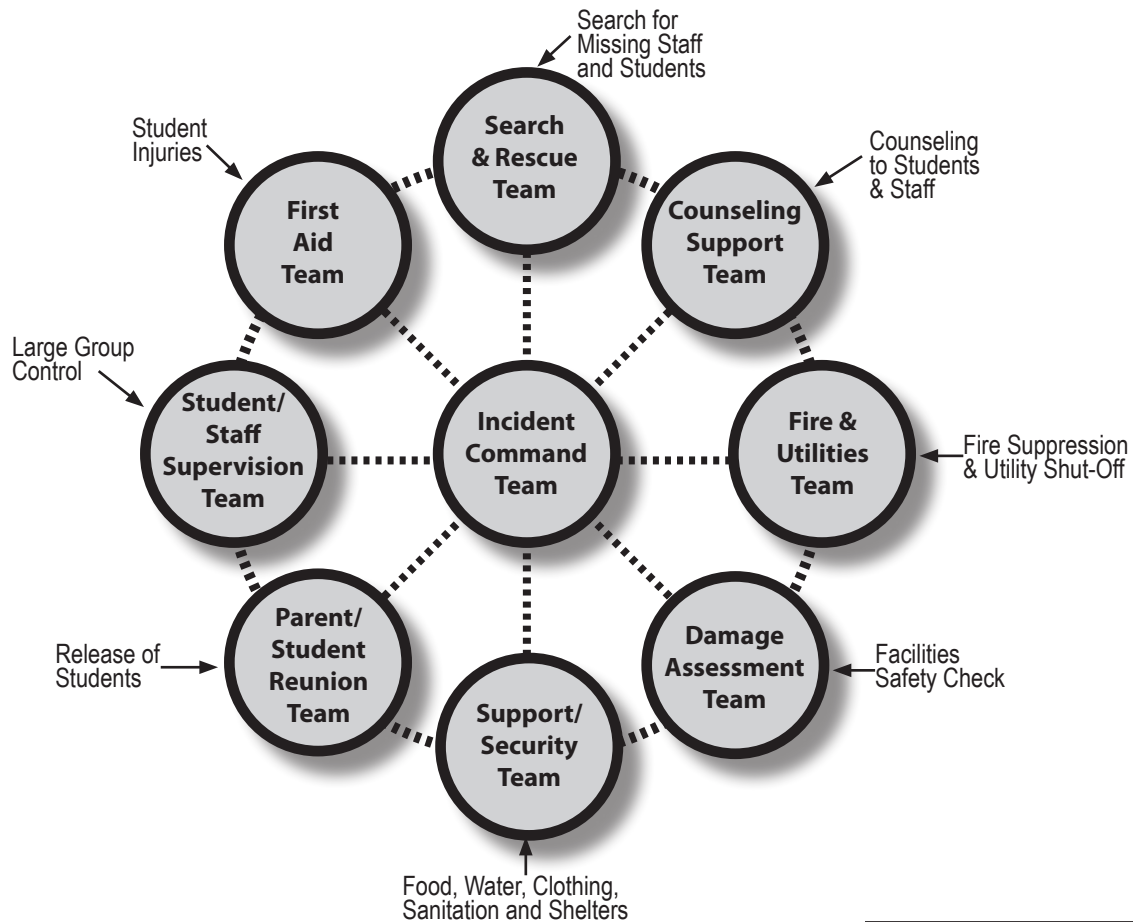 Search for
Missing Staff
and Students
Search
& Rescue
Team
Student
Injuries
First
Aid
Team
Counseling
to Students
& Staff
Counseling
Support
Team
Large Group
Control
Student/
Staff
Supervision
Team
Incident
Command
Team
Fire &
Utilities
Team
Fire Suppression
& Utility Shut-Off
Release of
Students
Parent/
Student
Reunion
Team
Support/
Security
Team
Damage
Assessment
Team
Facilities
Safety Check
Food, Water, Clothing,
Sanitation and Shelters